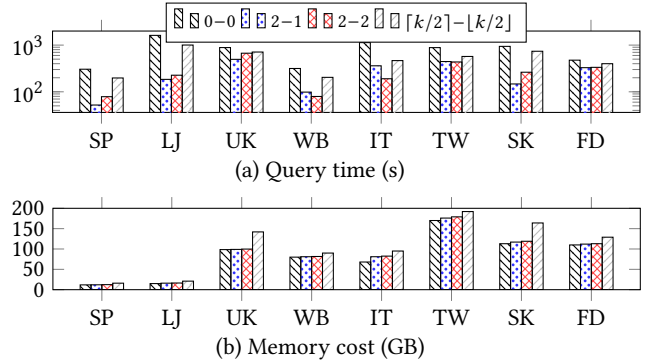 0−0 2−1 2−2 ⌈k/2⌉−⌊k/2⌋
10³
10²
SP LJ UK WB IT TW SK FD
(a) Query time (s)
200
150
100
50
0
SP LJ UK WB IT TW SK FD
(b) Memory cost (GB)